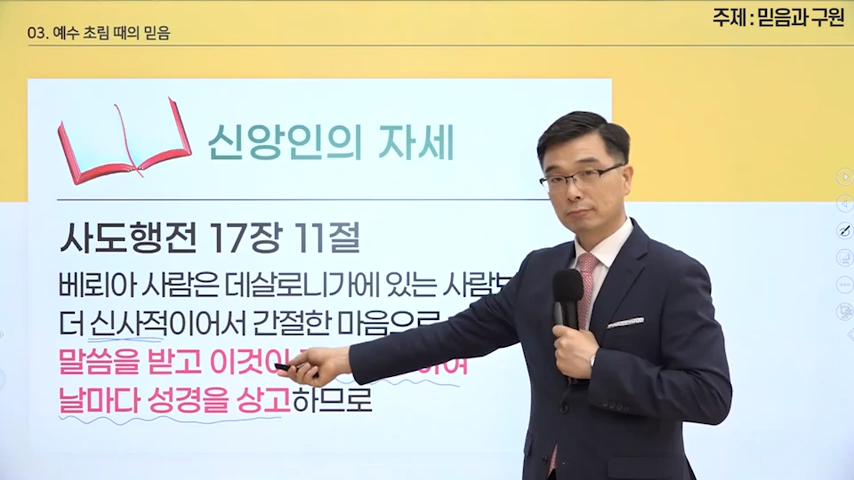 03. 예수 초림 때의 믿음
주제 : 믿음과 구원
신앙인의 자세
사도행전 17장 11절
베뢰아 사람은 데살로니가에 있는 사람보
더 신사적이어서 간절한 마음으로
말씀을 받고 이것이 하여
날마다 성경을 상고하므로